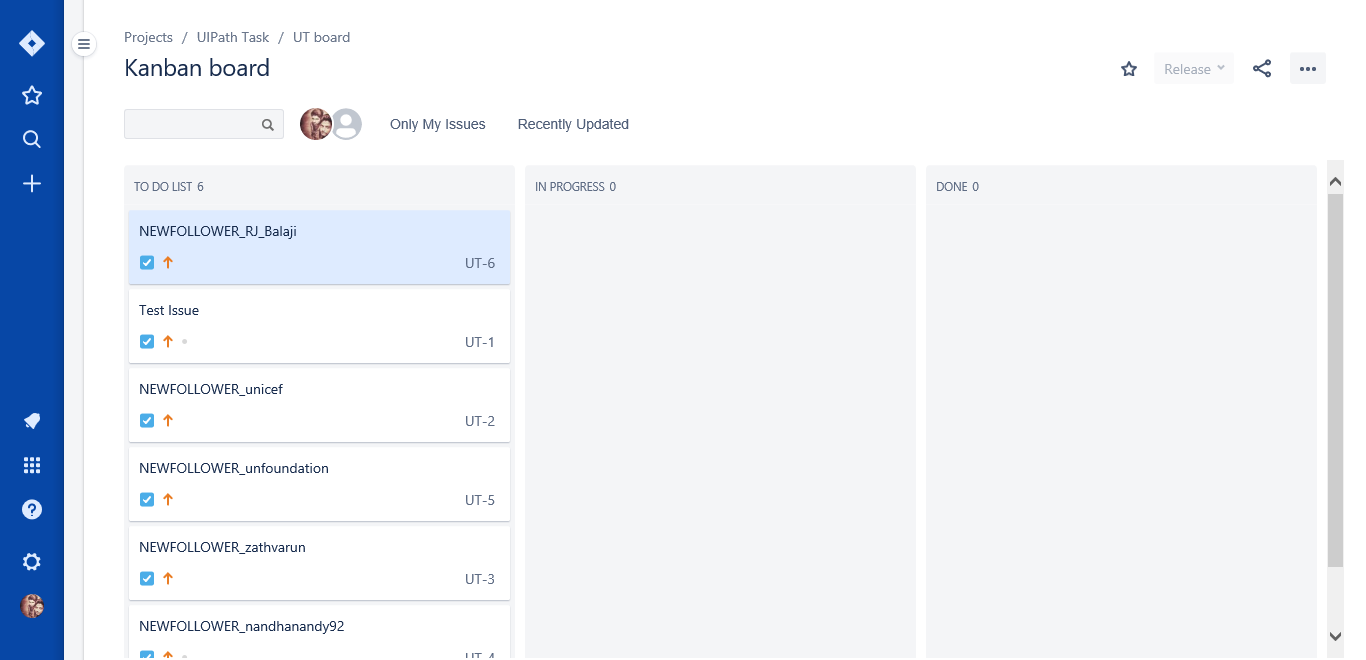 Projects / UIPath Task / UT board
Kanban board
Release
Only My Issues Recently Updated
TO DO LIST 6
IN PROGRESS 0
DONE 0
NEWFOLLOWER_RJ_Balaji
UT-6
Test Issue
UT-1
NEWFOLLOWER_unicef
UT-2
NEWFOLLOWER_unfoundation
UT-5
NEWFOLLOWER_zathvarun
UT-3
NEWFOLLOWER_nandhanandy92
UT-4